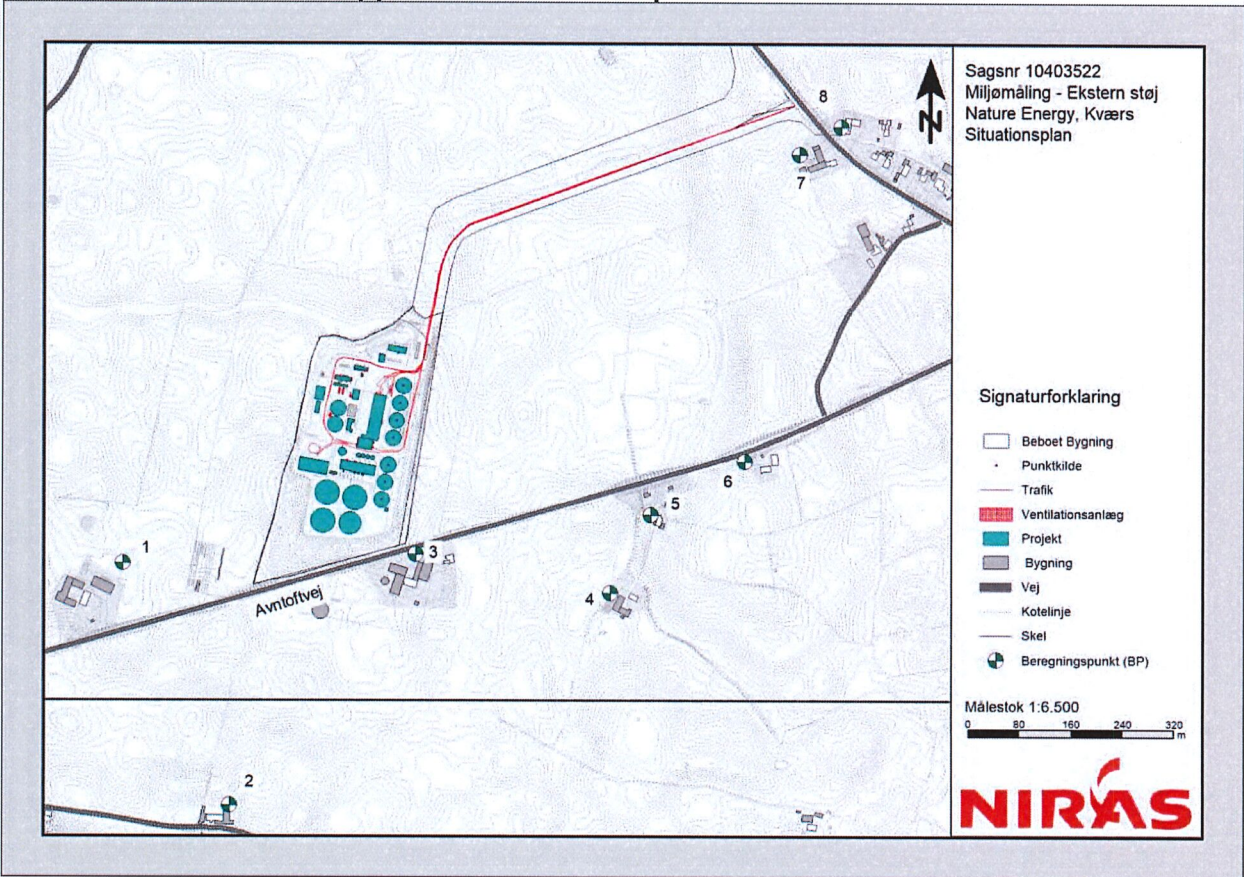 Sagsnr 10403522
Miljømåling - Ekstern støj
Nature Energy, Kværs
Situationsplan
N
8
7
6
5
4
3
1
2
Avntoftvej
Signaturforklaring
Beboet Bygning
Punktkilde
Trafik
Ventilationsanlæg
Projekt
Bygning
Vej
Kotelinje
Skel
Beregningspunkt (BP)
Målestok 1:6.500
0 80 160 240 320
m
NIRÁS